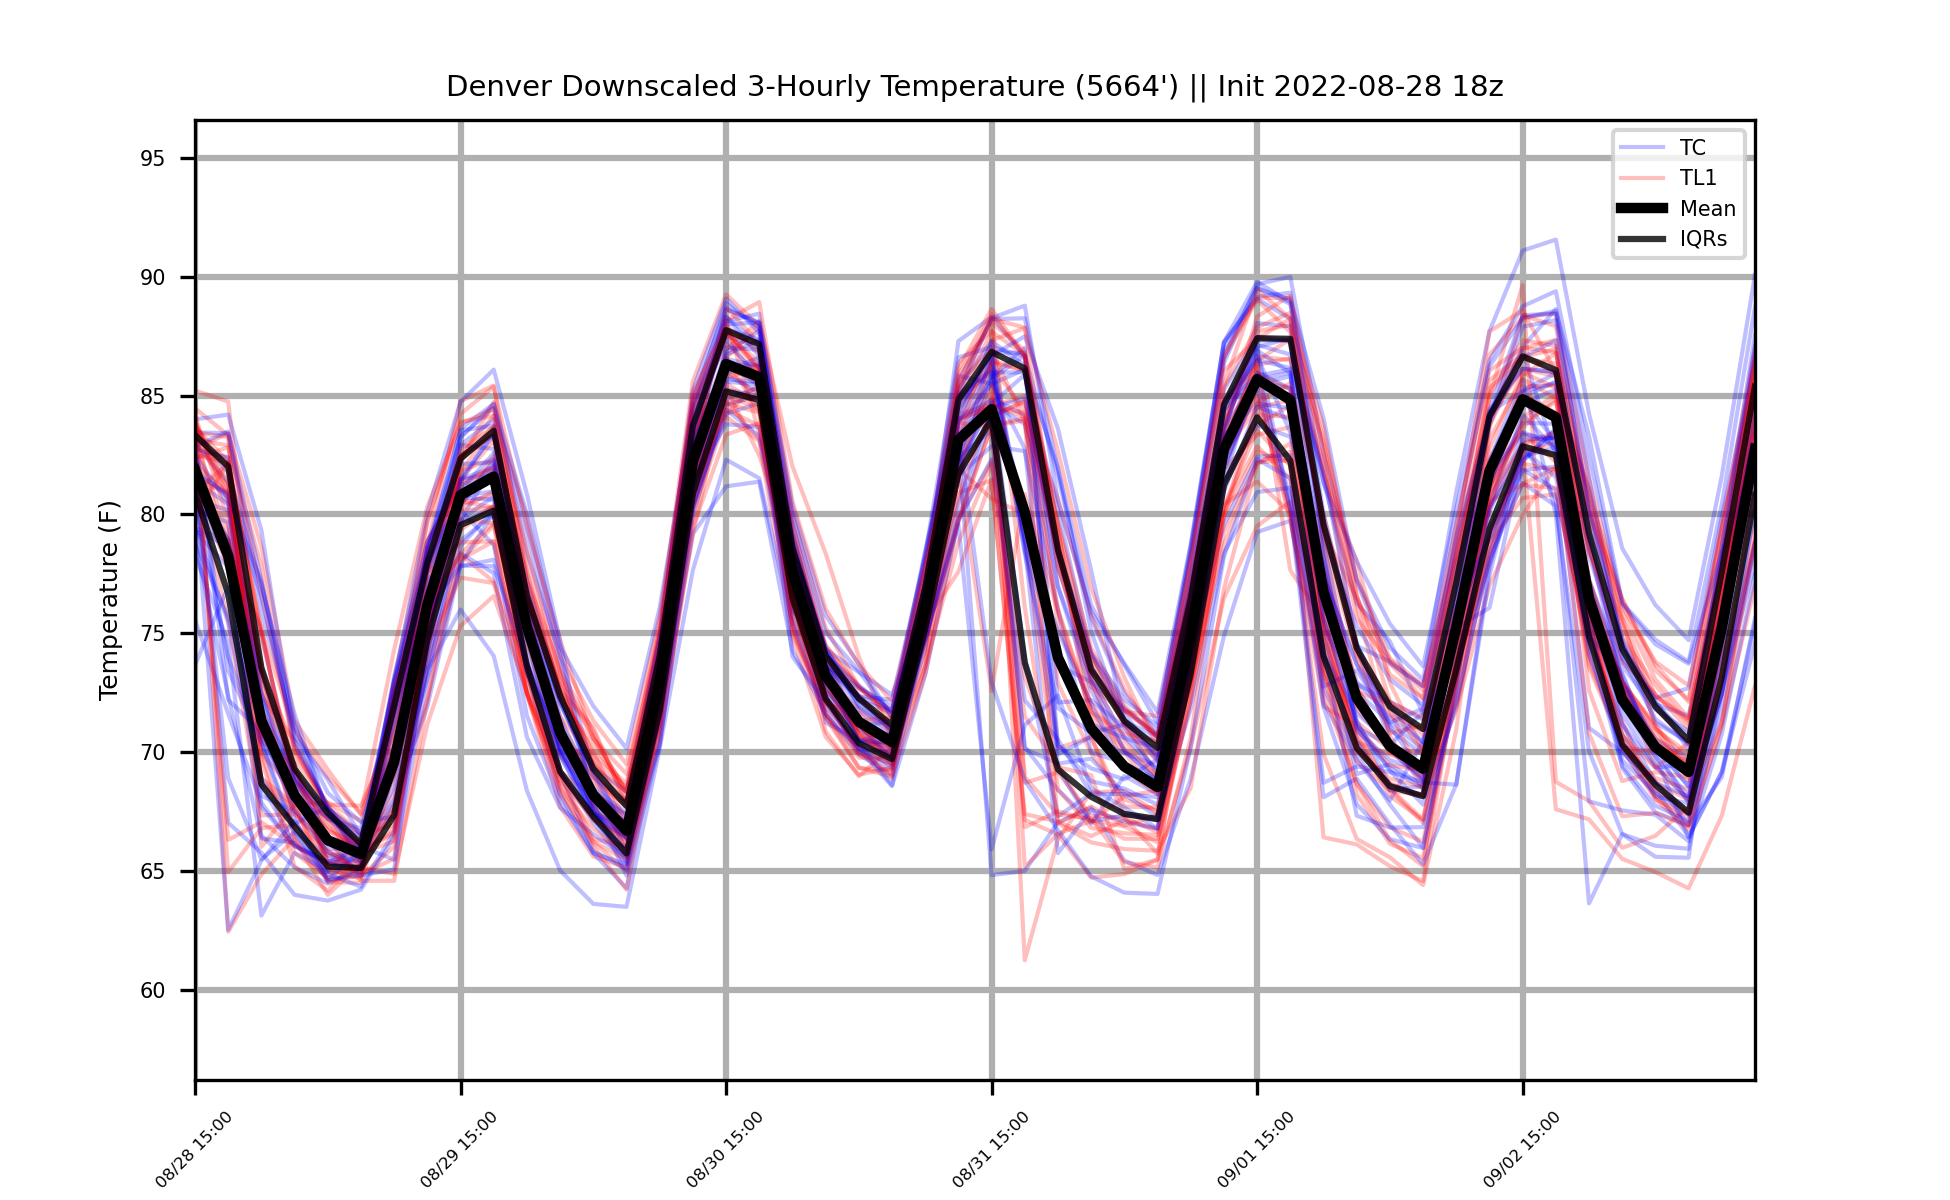 Denver Downscaled 3-Hourly Temperature (5664') || Init 2022-08-28 18z
TC
TL1
Mean
IQRs
Temperature (F)
95
90
85
80
75
70
65
60
08/28 15:00
08/29 15:00
08/30 15:00
08/31 15:00
09/01 15:00
09/02 15:00